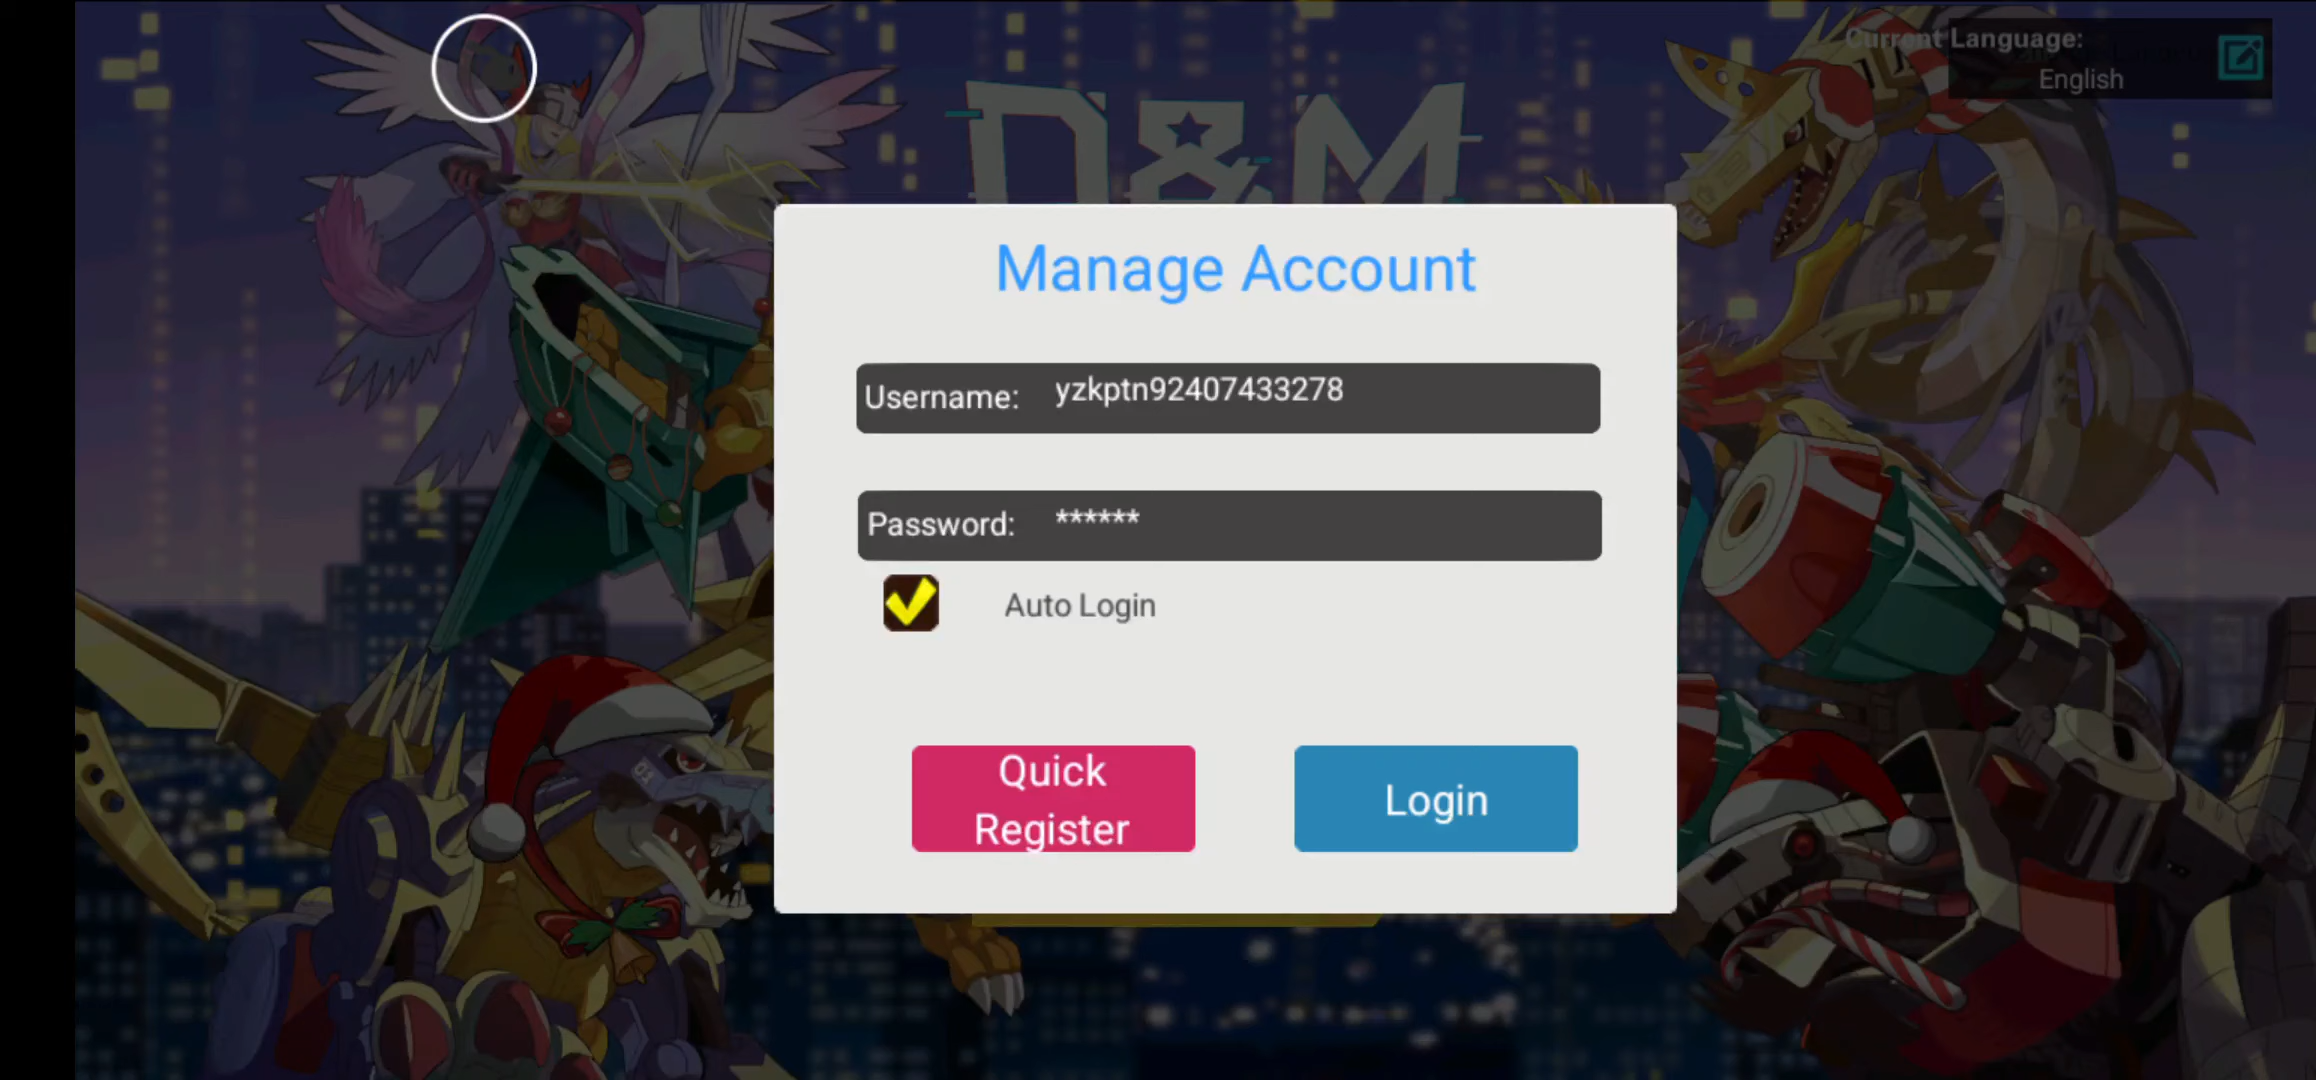 Current Language:
English
D&M
Manage Account
Username: yzkptn92407433278
Password: ******
Auto Login
Quick
Register
Login